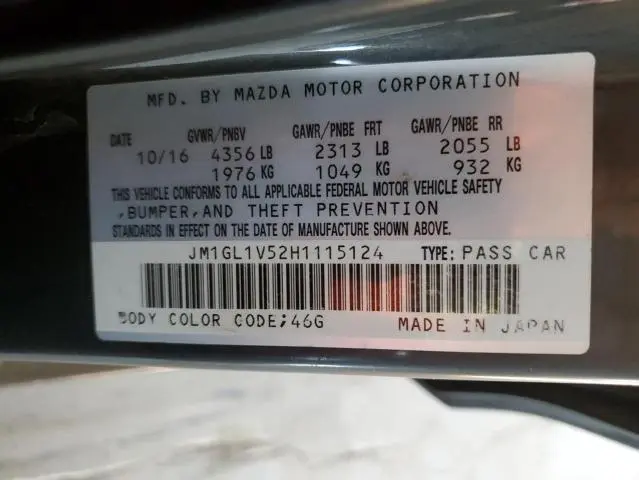 MFD. BY MAZDA MOTOR CORPORATION
DATE GVWR/PNBV GAWR/PNBE FRT GAWR/PNBE RR
10/16 4356 LB 2313 LB 2055 LB
1976 KG 1049 KG 932 KG
THIS VEHICLE CONFORMS TO ALL APPLICABLE FEDERAL MOTOR VEHICLE SAFETY
,BUMPER,AND THEFT PREVENTION
STANDARDS IN EFFECT ON THE DATE OF MANUFACTURE SHOWN ABOVE.
JM1GL1V52H1115124 TYPE: PASS CAR
BODY COLOR CODE;46G MADE IN JAPAN